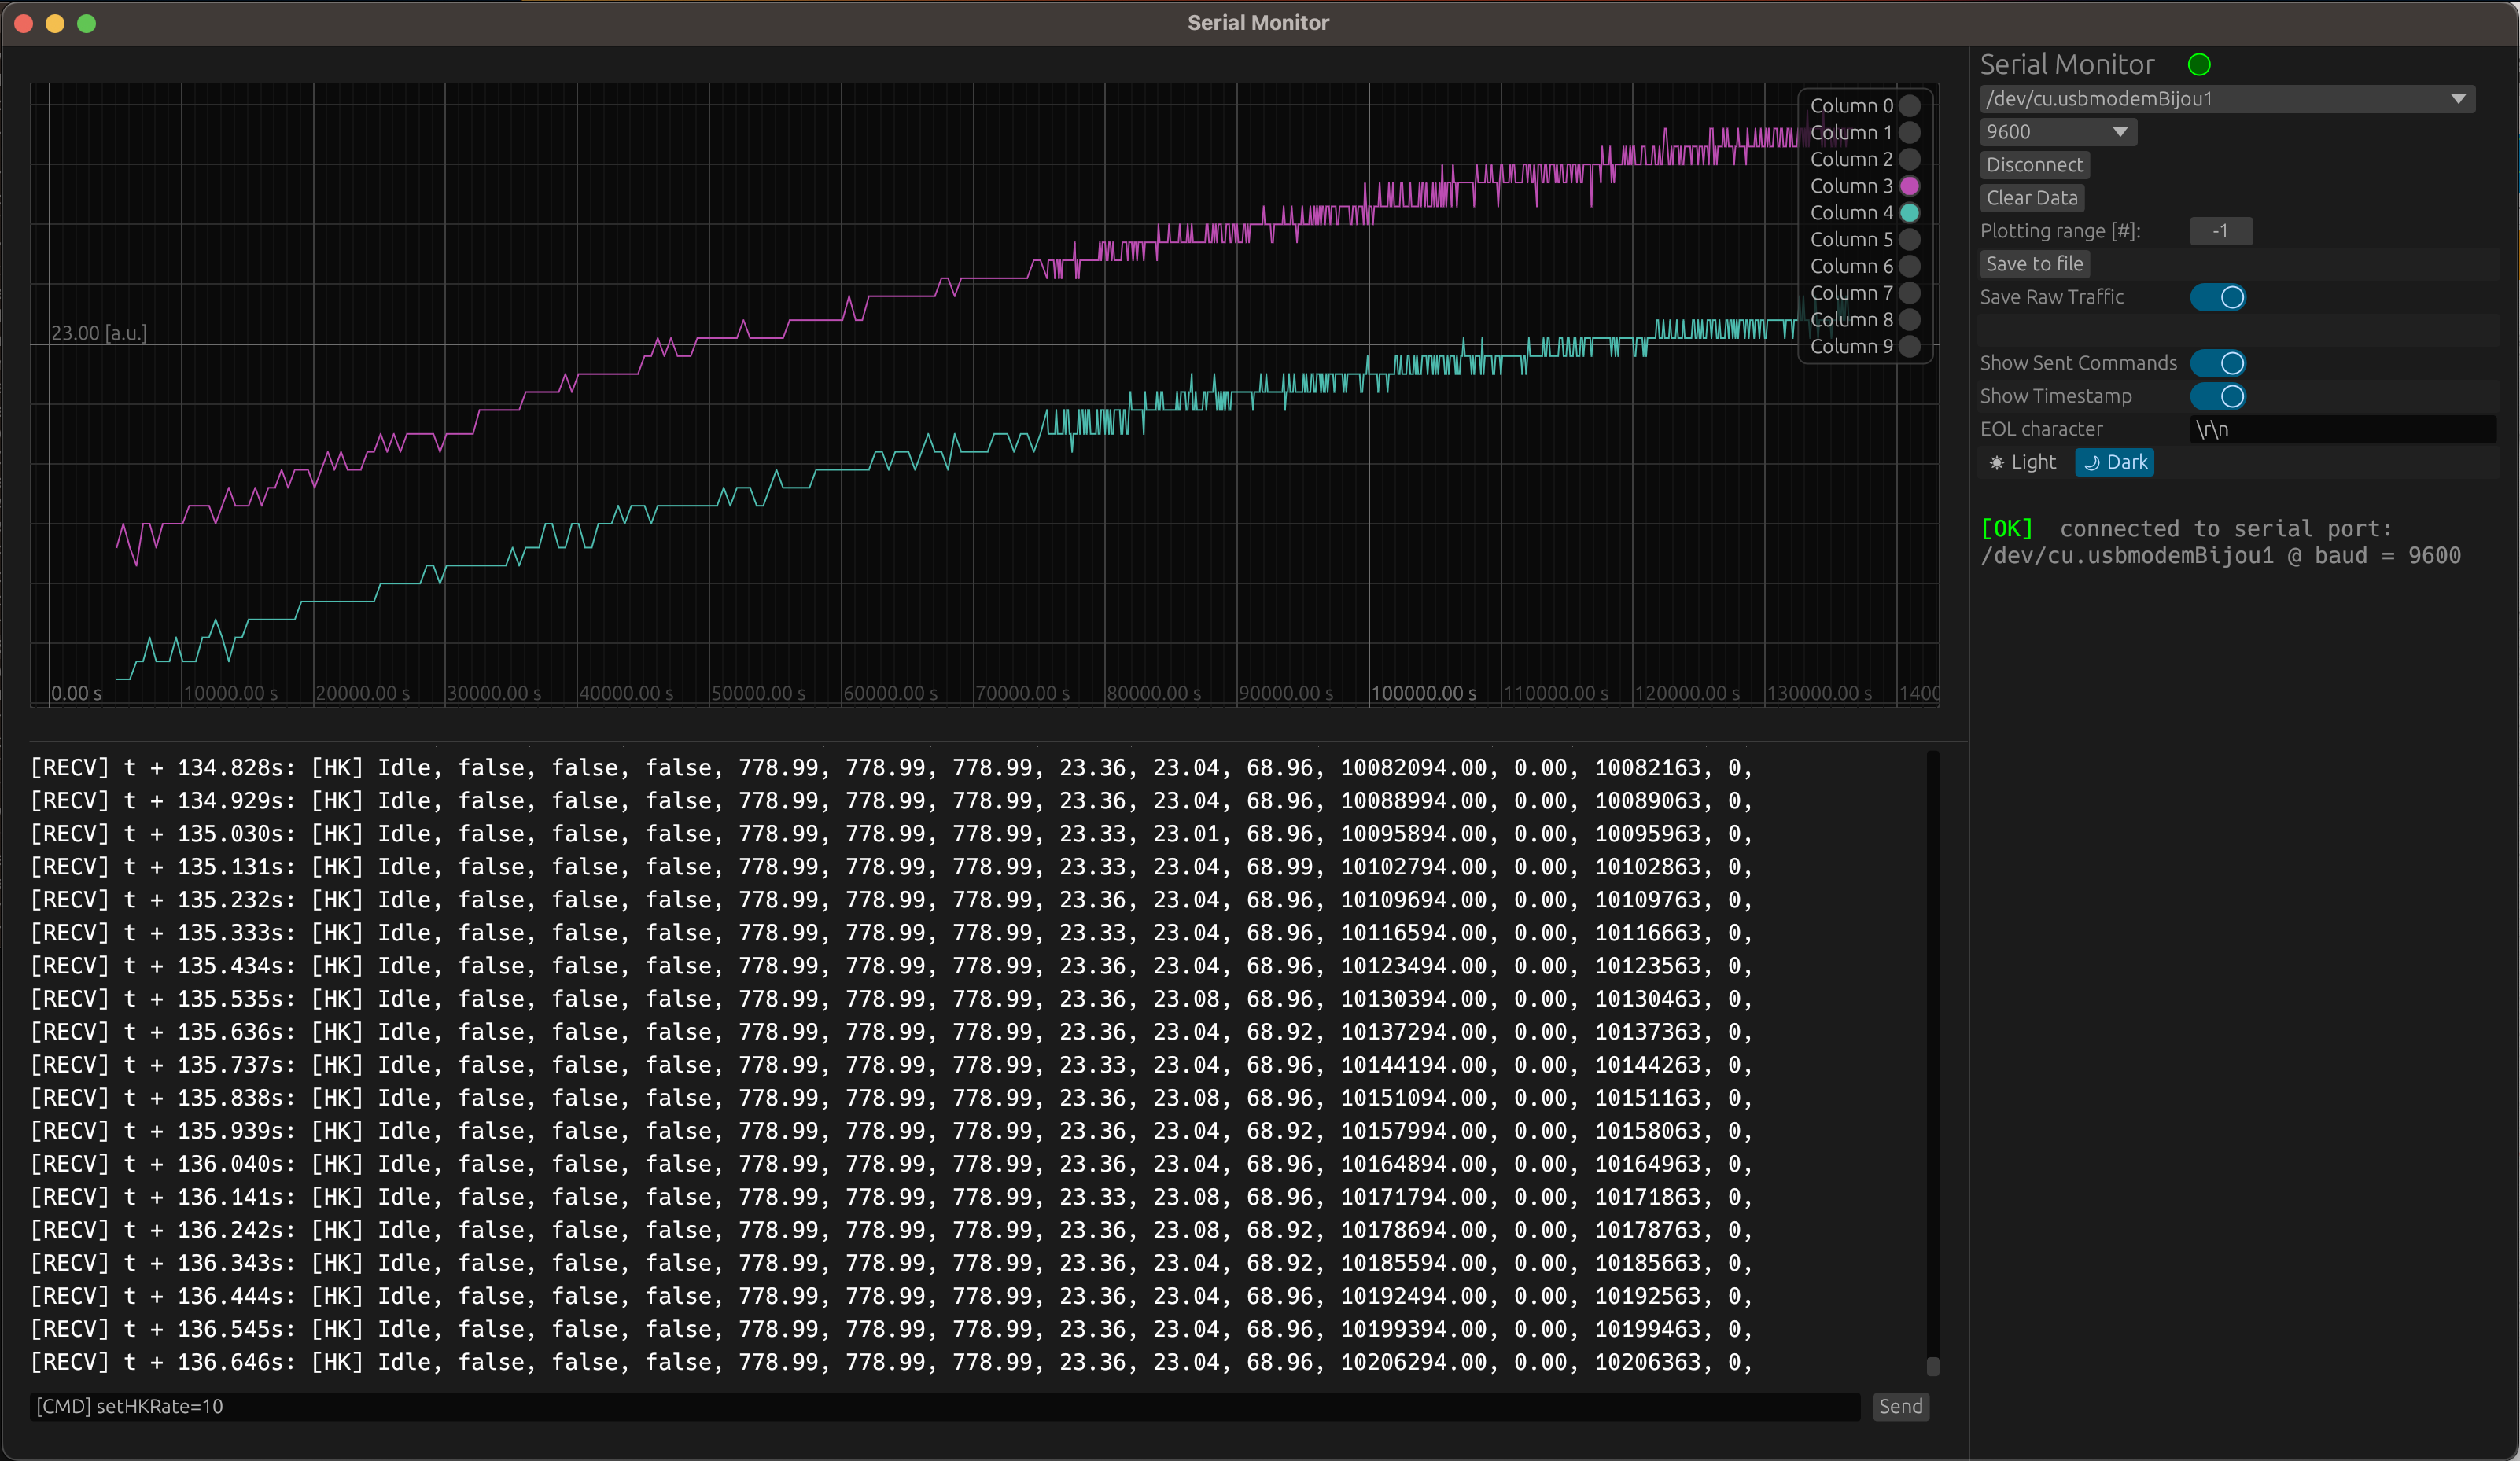 Serial Monitor
Column 0
Column 1
Column 2
Column 3
Column 4
Column 5
Column 6
Column 7
Column 8
Column 9
23.00 [a.u.]
0.00 s 10000.00 s 20000.00 s 30000.00 s 40000.00 s 50000.00 s 60000.00 s 70000.00 s 80000.00 s 90000.00 s 100000.00 s 110000.00 s 120000.00 s 130000.00 s 1400
[RECV] t + 134.828s: [HK] Idle, false, false, false, 778.99, 778.99, 778.99, 23.36, 23.04, 68.96, 10082094.00, 0.00, 10082163, 0,
[RECV] t + 134.929s: [HK] Idle, false, false, false, 778.99, 778.99, 778.99, 23.36, 23.04, 68.96, 10088994.00, 0.00, 10089063, 0,
[RECV] t + 135.030s: [HK] Idle, false, false, false, 778.99, 778.99, 778.99, 23.33, 23.01, 68.96, 10095894.00, 0.00, 10095963, 0,
[RECV] t + 135.131s: [HK] Idle, false, false, false, 778.99, 778.99, 778.99, 23.33, 23.04, 68.99, 10102794.00, 0.00, 10102863, 0,
[RECV] t + 135.232s: [HK] Idle, false, false, false, 778.99, 778.99, 778.99, 23.36, 23.04, 68.96, 10109694.00, 0.00, 10109763, 0,
[RECV] t + 135.333s: [HK] Idle, false, false, false, 778.99, 778.99, 778.99, 23.33, 23.04, 68.96, 10116594.00, 0.00, 10116663, 0,
[RECV] t + 135.434s: [HK] Idle, false, false, false, 778.99, 778.99, 778.99, 23.36, 23.04, 68.96, 10123494.00, 0.00, 10123563, 0,
[RECV] t + 135.535s: [HK] Idle, false, false, false, 778.99, 778.99, 778.99, 23.36, 23.08, 68.96, 10130394.00, 0.00, 10130463, 0,
[RECV] t + 135.636s: [HK] Idle, false, false, false, 778.99, 778.99, 778.99, 23.36, 23.04, 68.92, 10137294.00, 0.00, 10137363, 0,
[RECV] t + 135.737s: [HK] Idle, false, false, false, 778.99, 778.99, 778.99, 23.33, 23.04, 68.96, 10144194.00, 0.00, 10144263, 0,
[RECV] t + 135.838s: [HK] Idle, false, false, false, 778.99, 778.99, 778.99, 23.36, 23.08, 68.96, 10151094.00, 0.00, 10151163, 0,
[RECV] t + 135.939s: [HK] Idle, false, false, false, 778.99, 778.99, 778.99, 23.36, 23.04, 68.92, 10157994.00, 0.00, 10158063, 0,
[RECV] t + 136.040s: [HK] Idle, false, false, false, 778.99, 778.99, 778.99, 23.36, 23.04, 68.96, 10164894.00, 0.00, 10164963, 0,
[RECV] t + 136.141s: [HK] Idle, false, false, false, 778.99, 778.99, 778.99, 23.33, 23.08, 68.96, 10171794.00, 0.00, 10171863, 0,
[RECV] t + 136.242s: [HK] Idle, false, false, false, 778.99, 778.99, 778.99, 23.36, 23.08, 68.92, 10178694.00, 0.00, 10178763, 0,
[RECV] t + 136.343s: [HK] Idle, false, false, false, 778.99, 778.99, 778.99, 23.36, 23.04, 68.92, 10185594.00, 0.00, 10185663, 0,
[RECV] t + 136.444s: [HK] Idle, false, false, false, 778.99, 778.99, 778.99, 23.36, 23.04, 68.96, 10192494.00, 0.00, 10192563, 0,
[RECV] t + 136.545s: [HK] Idle, false, false, false, 778.99, 778.99, 778.99, 23.36, 23.04, 68.96, 10199394.00, 0.00, 10199463, 0,
[RECV] t + 136.646s: [HK] Idle, false, false, false, 778.99, 778.99, 778.99, 23.36, 23.04, 68.96, 10206294.00, 0.00, 10206363, 0,
[CMD] setHKRate=10
Send
Serial Monitor
/dev/cu.usbmodemBijou1
9600
Disconnect
Clear Data
Plotting range [#]: -1
Save to file
Save Raw Traffic
Show Sent Commands
Show Timestamp
EOL character \r\n
Light Dark
[OK] connected to serial port:
/dev/cu.usbmodemBijou1 @ baud = 9600